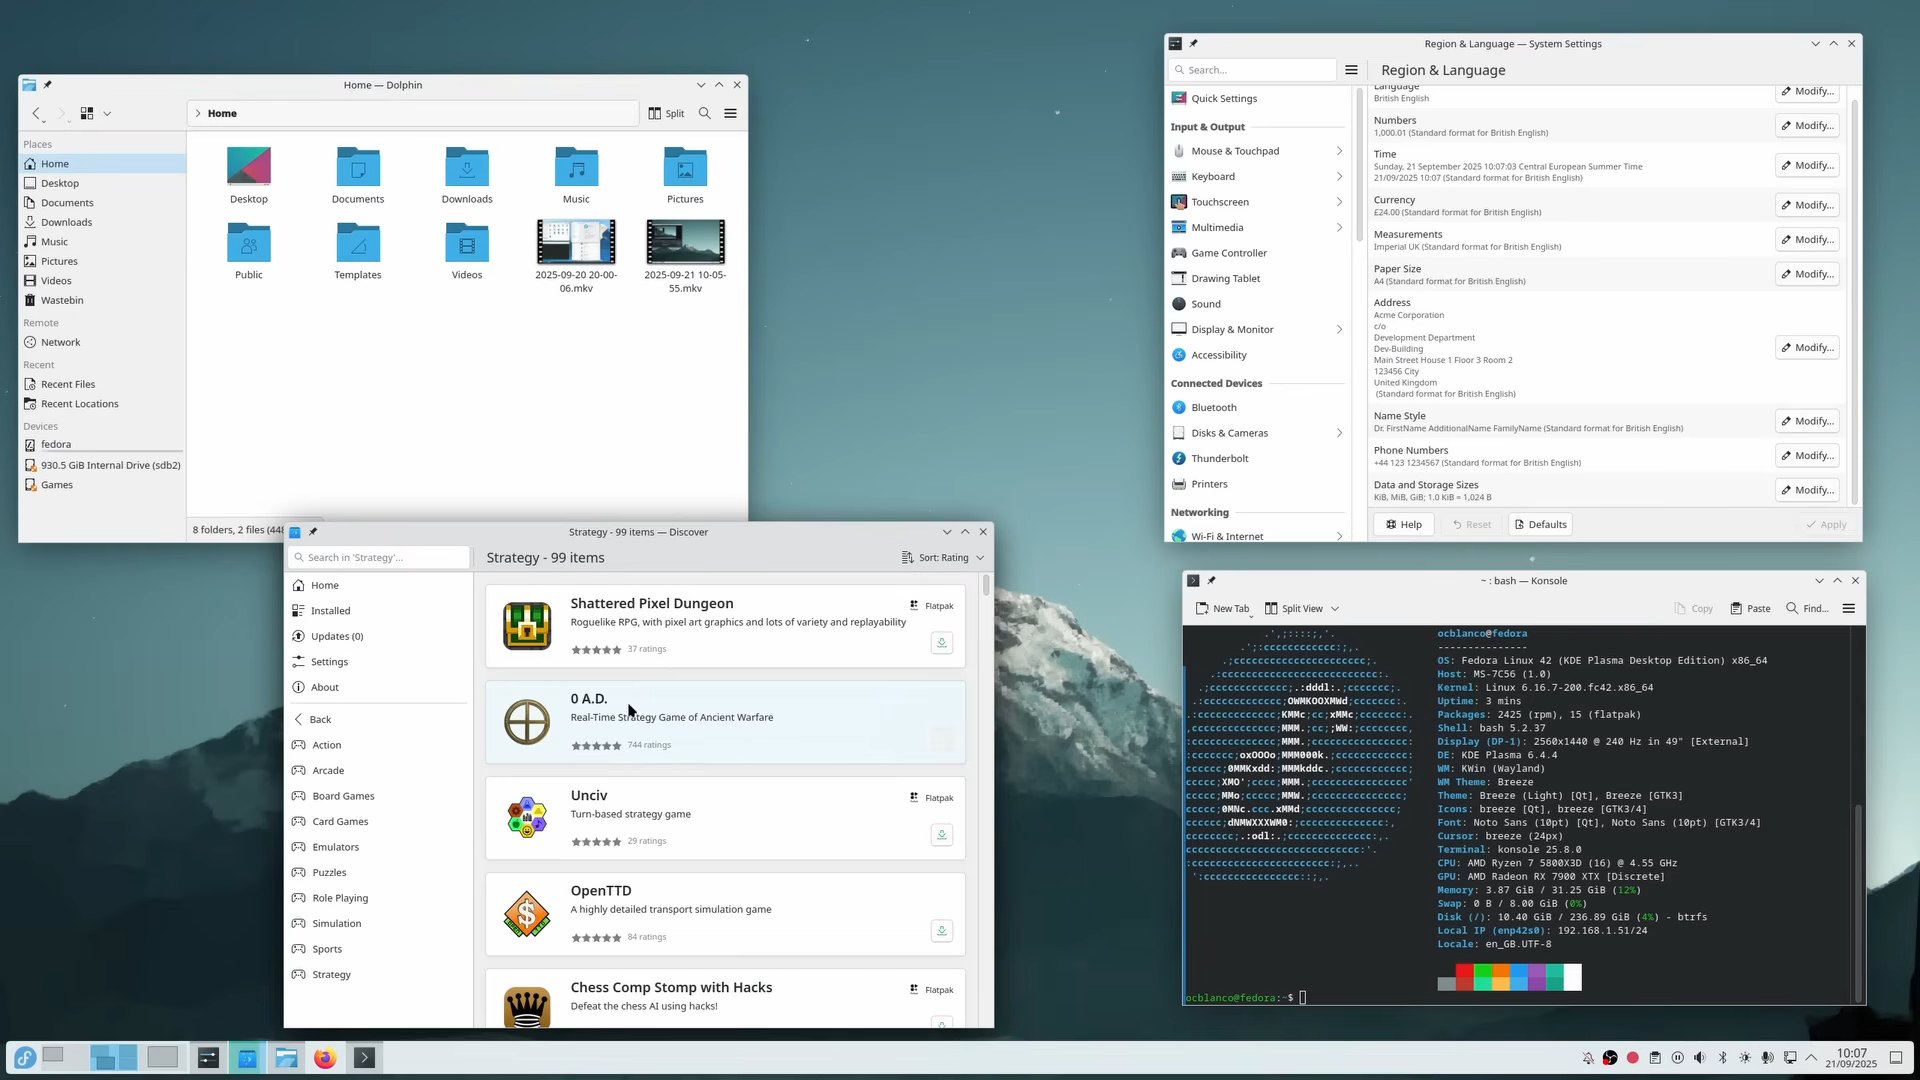 Home — Dolphin
Home
Split
Places
Home
Desktop
Documents
Downloads
Music
Pictures
Videos
Wastebin
Remote
Network
Recent
Recent Files
Recent Locations
Devices
fedora
930.5 GiB Internal Drive (sdb2)
Games
Desktop
Documents
Downloads
Music
Pictures
Public
Templates
Videos
2025-09-20 20-00-
06.mkv
2025-09-21 10-05-
55.mkv
8 folders, 2 files (448
Region & Language — System Settings
Search...
Region & Language
Quick Settings
Input & Output
Mouse & Touchpad
Keyboard
Touchscreen
Multimedia
Game Controller
Drawing Tablet
Sound
Display & Monitor
Accessibility
Connected Devices
Bluetooth
Disks & Cameras
Thunderbolt
Printers
Networking
Wi-Fi & Internet
Language
British English
Modify...
Numbers
1,000.01 (Standard format for British English)
Modify...
Time
Sunday, 21 September 2025 10:07:03 Central European Summer Time
21/09/2025 10:07 (Standard format for British English)
Modify...
Currency
£24.00 (Standard format for British English)
Modify...
Measurements
Imperial UK (Standard format for British English)
Modify...
Paper Size
A4 (Standard format for British English)
Modify...
Address
Acme Corporation
c/o
Development Department
Dev-Building
Main Street House 1 Floor 3 Room 2
123456 City
United Kingdom
(Standard format for British English)
Modify...
Name Style
Dr. FirstName AdditionalName FamilyName (Standard format for British English)
Modify...
Phone Numbers
+44 123 1234567 (Standard format for British English)
Modify...
Data and Storage Sizes
KiB, MiB, GiB; 1.0 KiB = 1,024 B
Modify...
Help
Reset
Defaults
Apply
Strategy - 99 items — Discover
Search in 'Strategy'...
Strategy - 99 items
Sort: Rating
Home
Installed
Updates (0)
Settings
About
Back
Action
Arcade
Board Games
Card Games
Emulators
Puzzles
Role Playing
Simulation
Sports
Strategy
Shattered Pixel Dungeon
Flatpak
Roguelike RPG, with pixel art graphics and lots of variety and replayability
37 ratings
0 A.D.
Real-Time Strategy Game of Ancient Warfare
744 ratings
Unciv
Flatpak
Turn-based strategy game
29 ratings
OpenTTD
A highly detailed transport simulation game
84 ratings
Chess Comp Stomp with Hacks
Flatpak
Defeat the chess AI using hacks!
~ : bash — Konsole
New Tab
Split View
Copy
Paste
Find...
ocblanco@fedora
---------------
OS: Fedora Linux 42 (KDE Plasma Desktop Edition) x86_64
Host: MS-7C56 (1.0)
Kernel: Linux 6.16.7-200.fc42.x86_64
Uptime: 3 mins
Packages: 2425 (rpm), 15 (flatpak)
Shell: bash 5.2.37
Display (DP-1): 2560x1440 @ 240 Hz in 49" [External]
DE: KDE Plasma 6.4.4
WM: KWin (Wayland)
WM Theme: Breeze
Theme: Breeze (Light) [Qt], Breeze [GTK3]
Icons: breeze [Qt], breeze [GTK3/4]
Font: Noto Sans (10pt) [Qt], Noto Sans (10pt) [GTK3/4]
Cursor: breeze (24px)
Terminal: konsole 25.8.0
CPU: AMD Ryzen 7 5800X3D (16) @ 4.55 GHz
GPU: AMD Radeon RX 7900 XTX [Discrete]
Memory: 3.87 GiB / 31.25 GiB (12%)
Swap: 0 B / 8.00 GiB (0%)
Disk (/): 10.40 GiB / 236.89 GiB (4%) - btrfs
Local IP (enp42s0): 192.168.1.51/24
Locale: en_GB.UTF-8
ocblanco@fedora:~$
10:07
21/09/2025